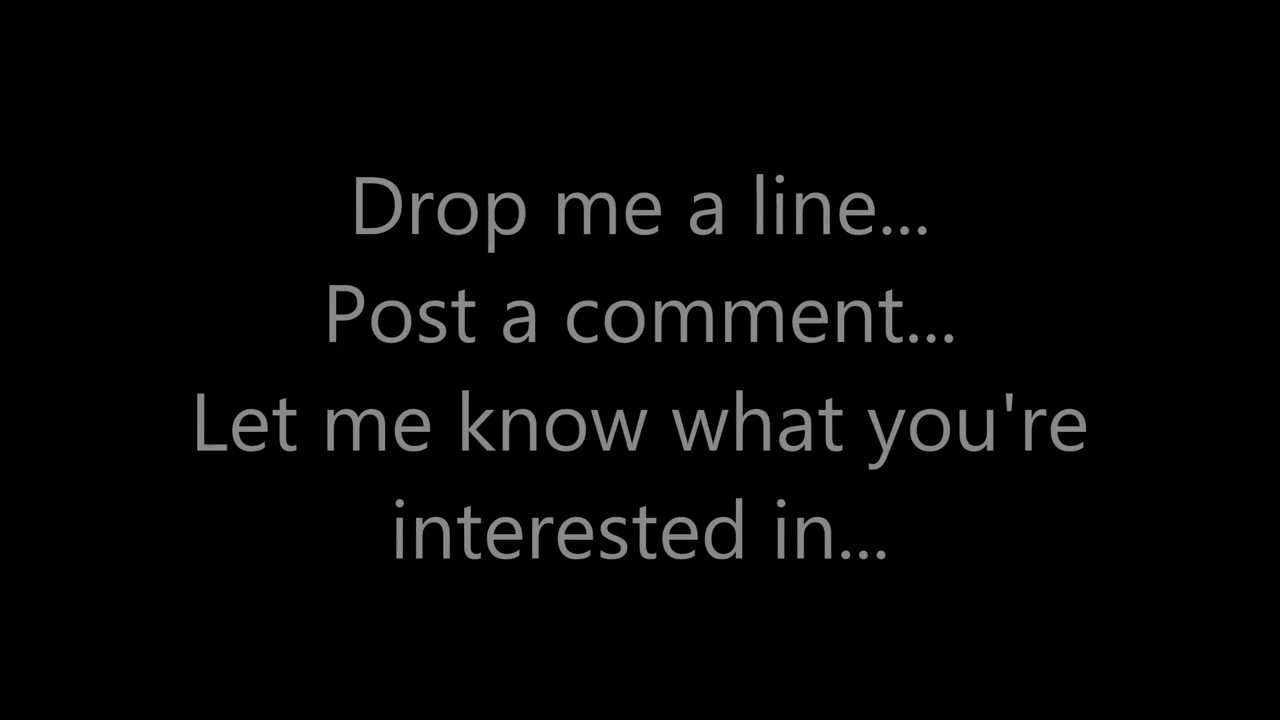 Drop me a line...
Post a comment...
Let me know what you're
interested in...